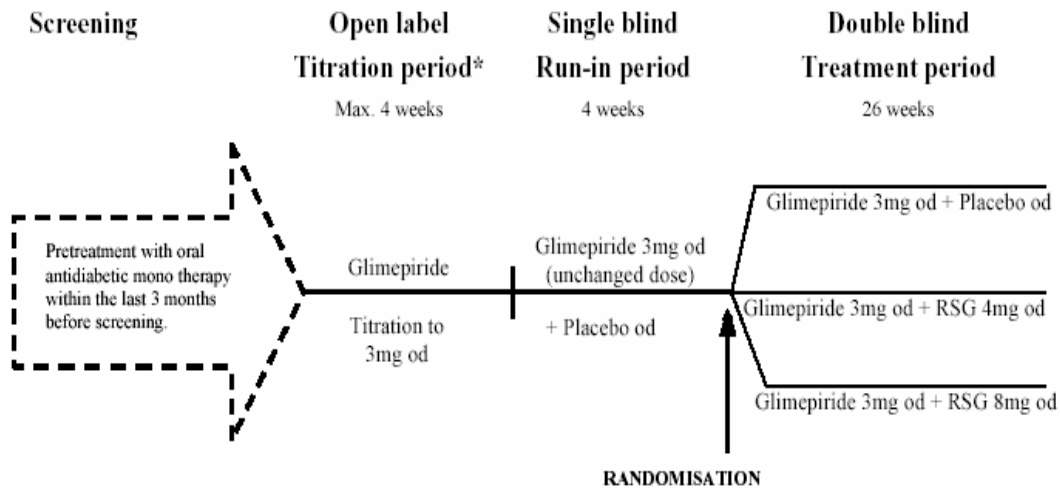 Screening
Open label
Titration period*
Max. 4 weeks
Single blind
Run-in period
4 weeks
Double blind
Treatment period
26 weeks
Pretreatment with oral
antidiabetic mono therapy
within the last 3 months
before screening.
Glimepiride
Titration to
3mg od
Glimepiride 3mg od
(unchanged dose)
+ Placebo od
Glimepiride 3mg od + Placebo od
Glimepiride 3mg od + RSG 4mg od
Glimepiride 3mg od + RSG 8mg od
RANDOMISATION